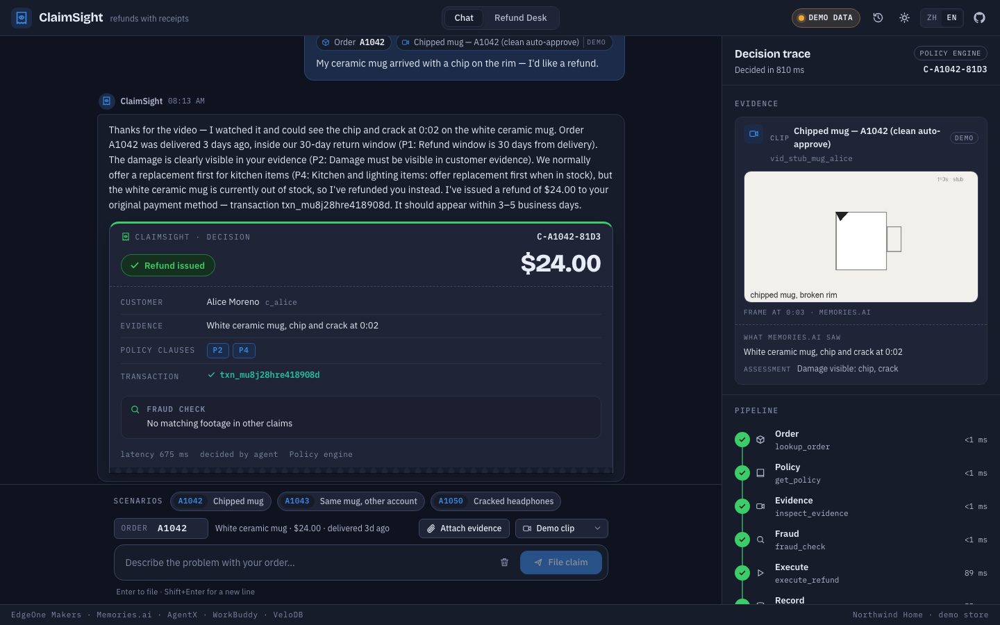 ClaimSight refunds with receipts
Chat Refund Desk
DEMO DATA
ZH EN
Order A1042 Chipped mug — A1042 (clean auto-approve) DEMO
My ceramic mug arrived with a chip on the rim — I'd like a refund.
ClaimSight 08:13 AM
Thanks for the video — I watched it and could see the chip and crack at 0:02 on the white ceramic mug. Order
A1042 was delivered 3 days ago, inside our 30-day return window (P1: Refund window is 30 days from delivery).
The damage is clearly visible in your evidence (P2: Damage must be visible in customer evidence). We normally
offer a replacement first for kitchen items (P4: Kitchen and lighting items: offer replacement first when in stock), but
the white ceramic mug is currently out of stock, so I've refunded you instead. I've issued a refund of $24.00 to your
original payment method — transaction txn_mu8j28hre418908d. It should appear within 3–5 business days.
CLAIMSIGHT · DECISION C-A1042-81D3
Refund issued $24.00
CUSTOMER Alice Moreno c_alice
EVIDENCE White ceramic mug, chip and crack at 0:02
POLICY CLAUSES P2 P4
TRANSACTION txn_mu8j28hre418908d
FRAUD CHECK
No matching footage in other claims
latency 675 ms decided by agent Policy engine
SCENARIOS A1042 Chipped mug A1043 Same mug, other account A1050 Cracked headphones
ORDER A1042 White ceramic mug · $24.00 · delivered 3d ago Attach evidence Demo clip
Describe the problem with your order... File claim
Enter to file · Shift+Enter for a new line
Decision trace POLICY ENGINE
Decided in 810 ms C-A1042-81D3
EVIDENCE
CLIP Chipped mug — A1042 (clean auto-
approve) DEMO
vid_stub_mug_alice
t=3s · stub
chipped mug, broken rim
FRAME AT 0:03 · MEMORIES.AI
WHAT MEMORIES.AI SAW
White ceramic mug, chip and crack at 0:02
ASSESSMENT Damage visible: chip, crack
PIPELINE
Order <1 ms
lookup_order
Policy <1 ms
get_policy
Evidence <1 ms
inspect_evidence
Fraud <1 ms
fraud_check
Execute 89 ms
execute_refund
Record
EdgeOne Makers · Memories.ai · AgentX · WorkBuddy · VeloDB
Northwind Home · demo store